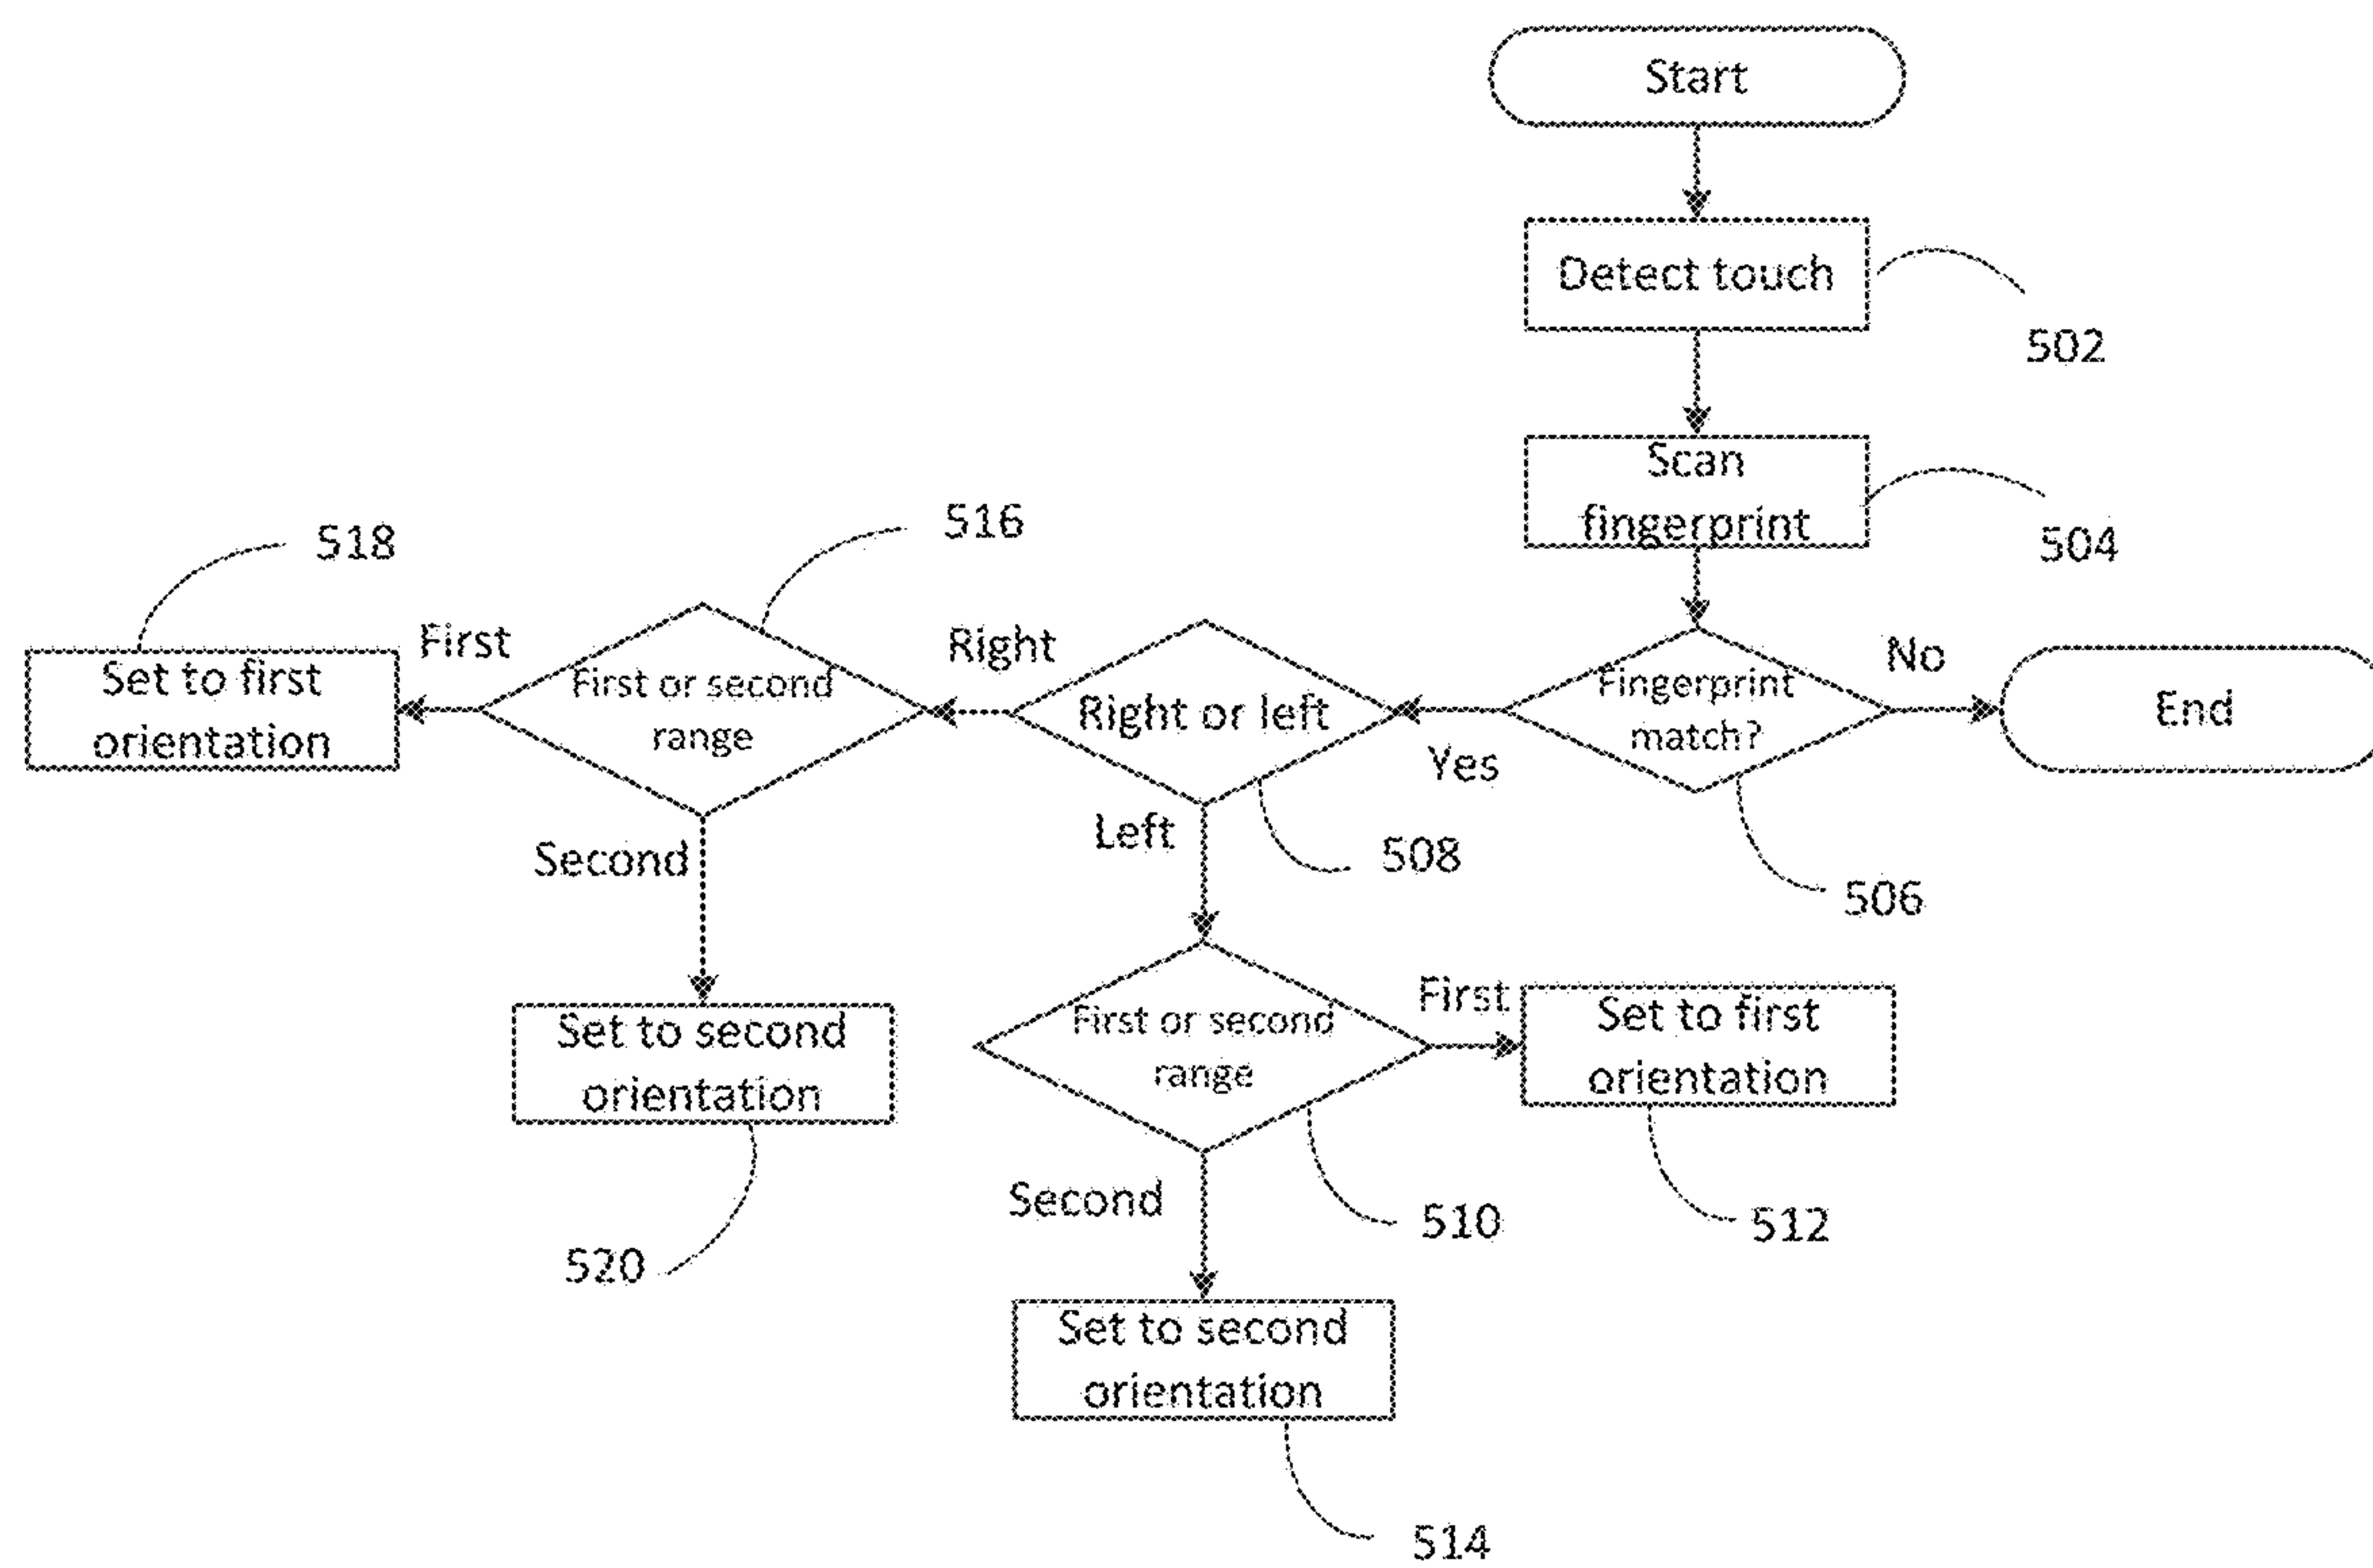 Start
Detect touch
502
Scan
fingerprint
504
518
516
First
Right
No
Set to first
orientation
First or second
range
Right or left
Fingerprint
match?
End
Yes
Left
Second
508
506
Set to second
orientation
First or second
range
First
Set to first
orientation
Second
510
512
520
Set to second
orientation
514